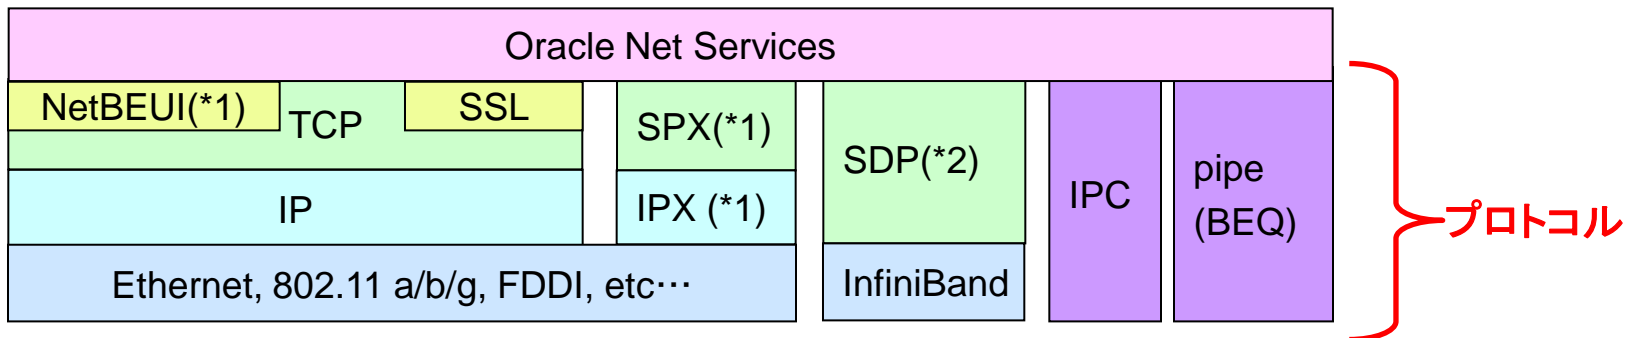 Oracle Net Services
NetBEUI(*1)
TCP
SSL
SPX(*1)
SDP(*2)
IPC
pipe
(BEQ)
プロトコル
IP
IPX (*1)
Ethernet, 802.11 a/b/g, FDDI, etc…
InfiniBand